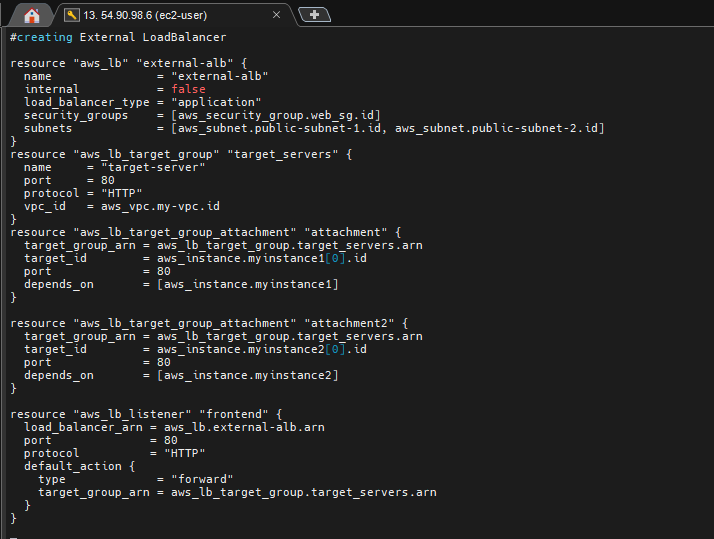 13. 54.90.98.6 (ec2-user)
#creating External LoadBalancer
resource "aws_lb" "external-alb" {
  name               = "external-alb"
  internal           = false
  load_balancer_type = "application"
  security_groups    = [aws_security_group.web_sg.id]
  subnets            = [aws_subnet.public-subnet-1.id, aws_subnet.public-subnet-2.id]
}
resource "aws_lb_target_group" "target_servers" {
  name     = "target-server"
  port     = 80
  protocol = "HTTP"
  vpc_id   = aws_vpc.my-vpc.id
}
resource "aws_lb_target_group_attachment" "attachment" {
  target_group_arn = aws_lb_target_group.target_servers.arn
  target_id        = aws_instance.myinstance1[0].id
  port             = 80
  depends_on       = [aws_instance.myinstance1]
}
resource "aws_lb_target_group_attachment" "attachment2" {
  target_group_arn = aws_lb_target_group.target_servers.arn
  target_id        = aws_instance.myinstance2[0].id
  port             = 80
  depends_on       = [aws_instance.myinstance2]
}
resource "aws_lb_listener" "frontend" {
  load_balancer_arn = aws_lb.external-alb.arn
  port              = 80
  protocol          = "HTTP"
  default_action {
    type             = "forward"
    target_group_arn = aws_lb_target_group.target_servers.arn
  }
}